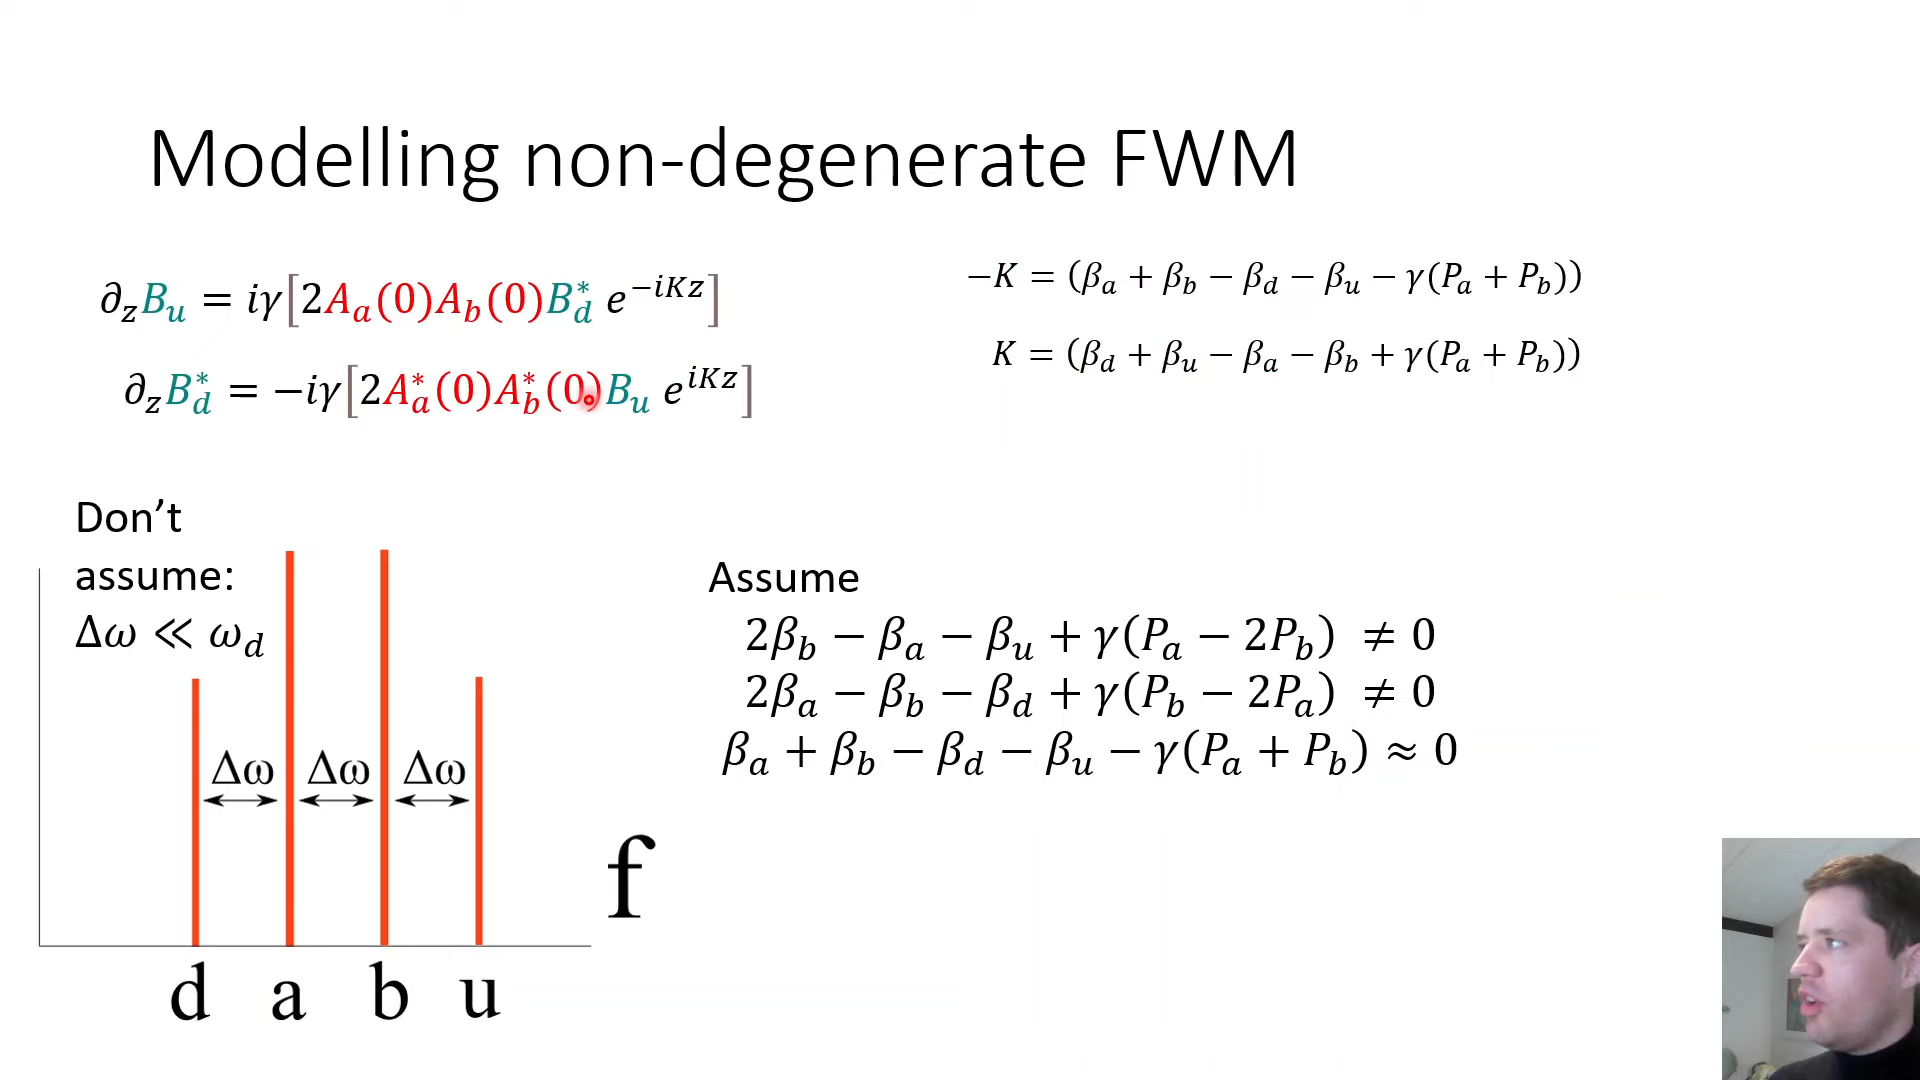 Modelling non-degenerate FWM
∂_z B_u = iγ[2A_a(0)A_b(0)B_d^* e^{−iKz}]
−K = (β_a + β_b − β_d − β_u − γ(P_a + P_b))
∂_z B_d^* = −iγ[2A_a^*(0)A_b^*(0)B_u e^{iKz}]
K = (β_d + β_u − β_a − β_b + γ(P_a + P_b))
Don’t
assume:
Δω ≪ ω_d
Assume
2β_b − β_a − β_u + γ(P_a − 2P_b) ≠ 0
2β_a − β_b − β_d + γ(P_b − 2P_a) ≠ 0
β_a + β_b − β_d − β_u − γ(P_a + P_b) ≈ 0
Δω Δω Δω
f
d a b u